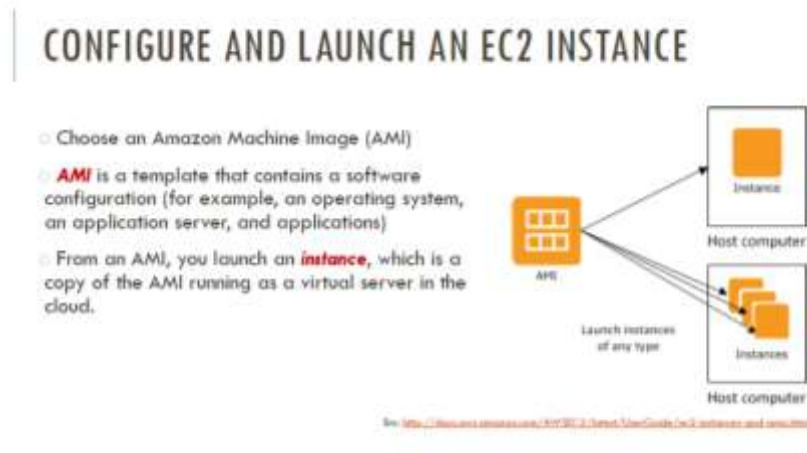 CONFIGURE AND LAUNCH AN EC2 INSTANCE
Choose an Amazon Machine Image (AMI)
AMI is a template that contains a software
configuration (for example, an operating system,
an application server, and applications)
From an AMI, you launch an instance, which is a
copy of the AMI running as a virtual server in the
cloud.
Instance
Host computer
AMI
Launch instances
of any type
Instances
Host computer